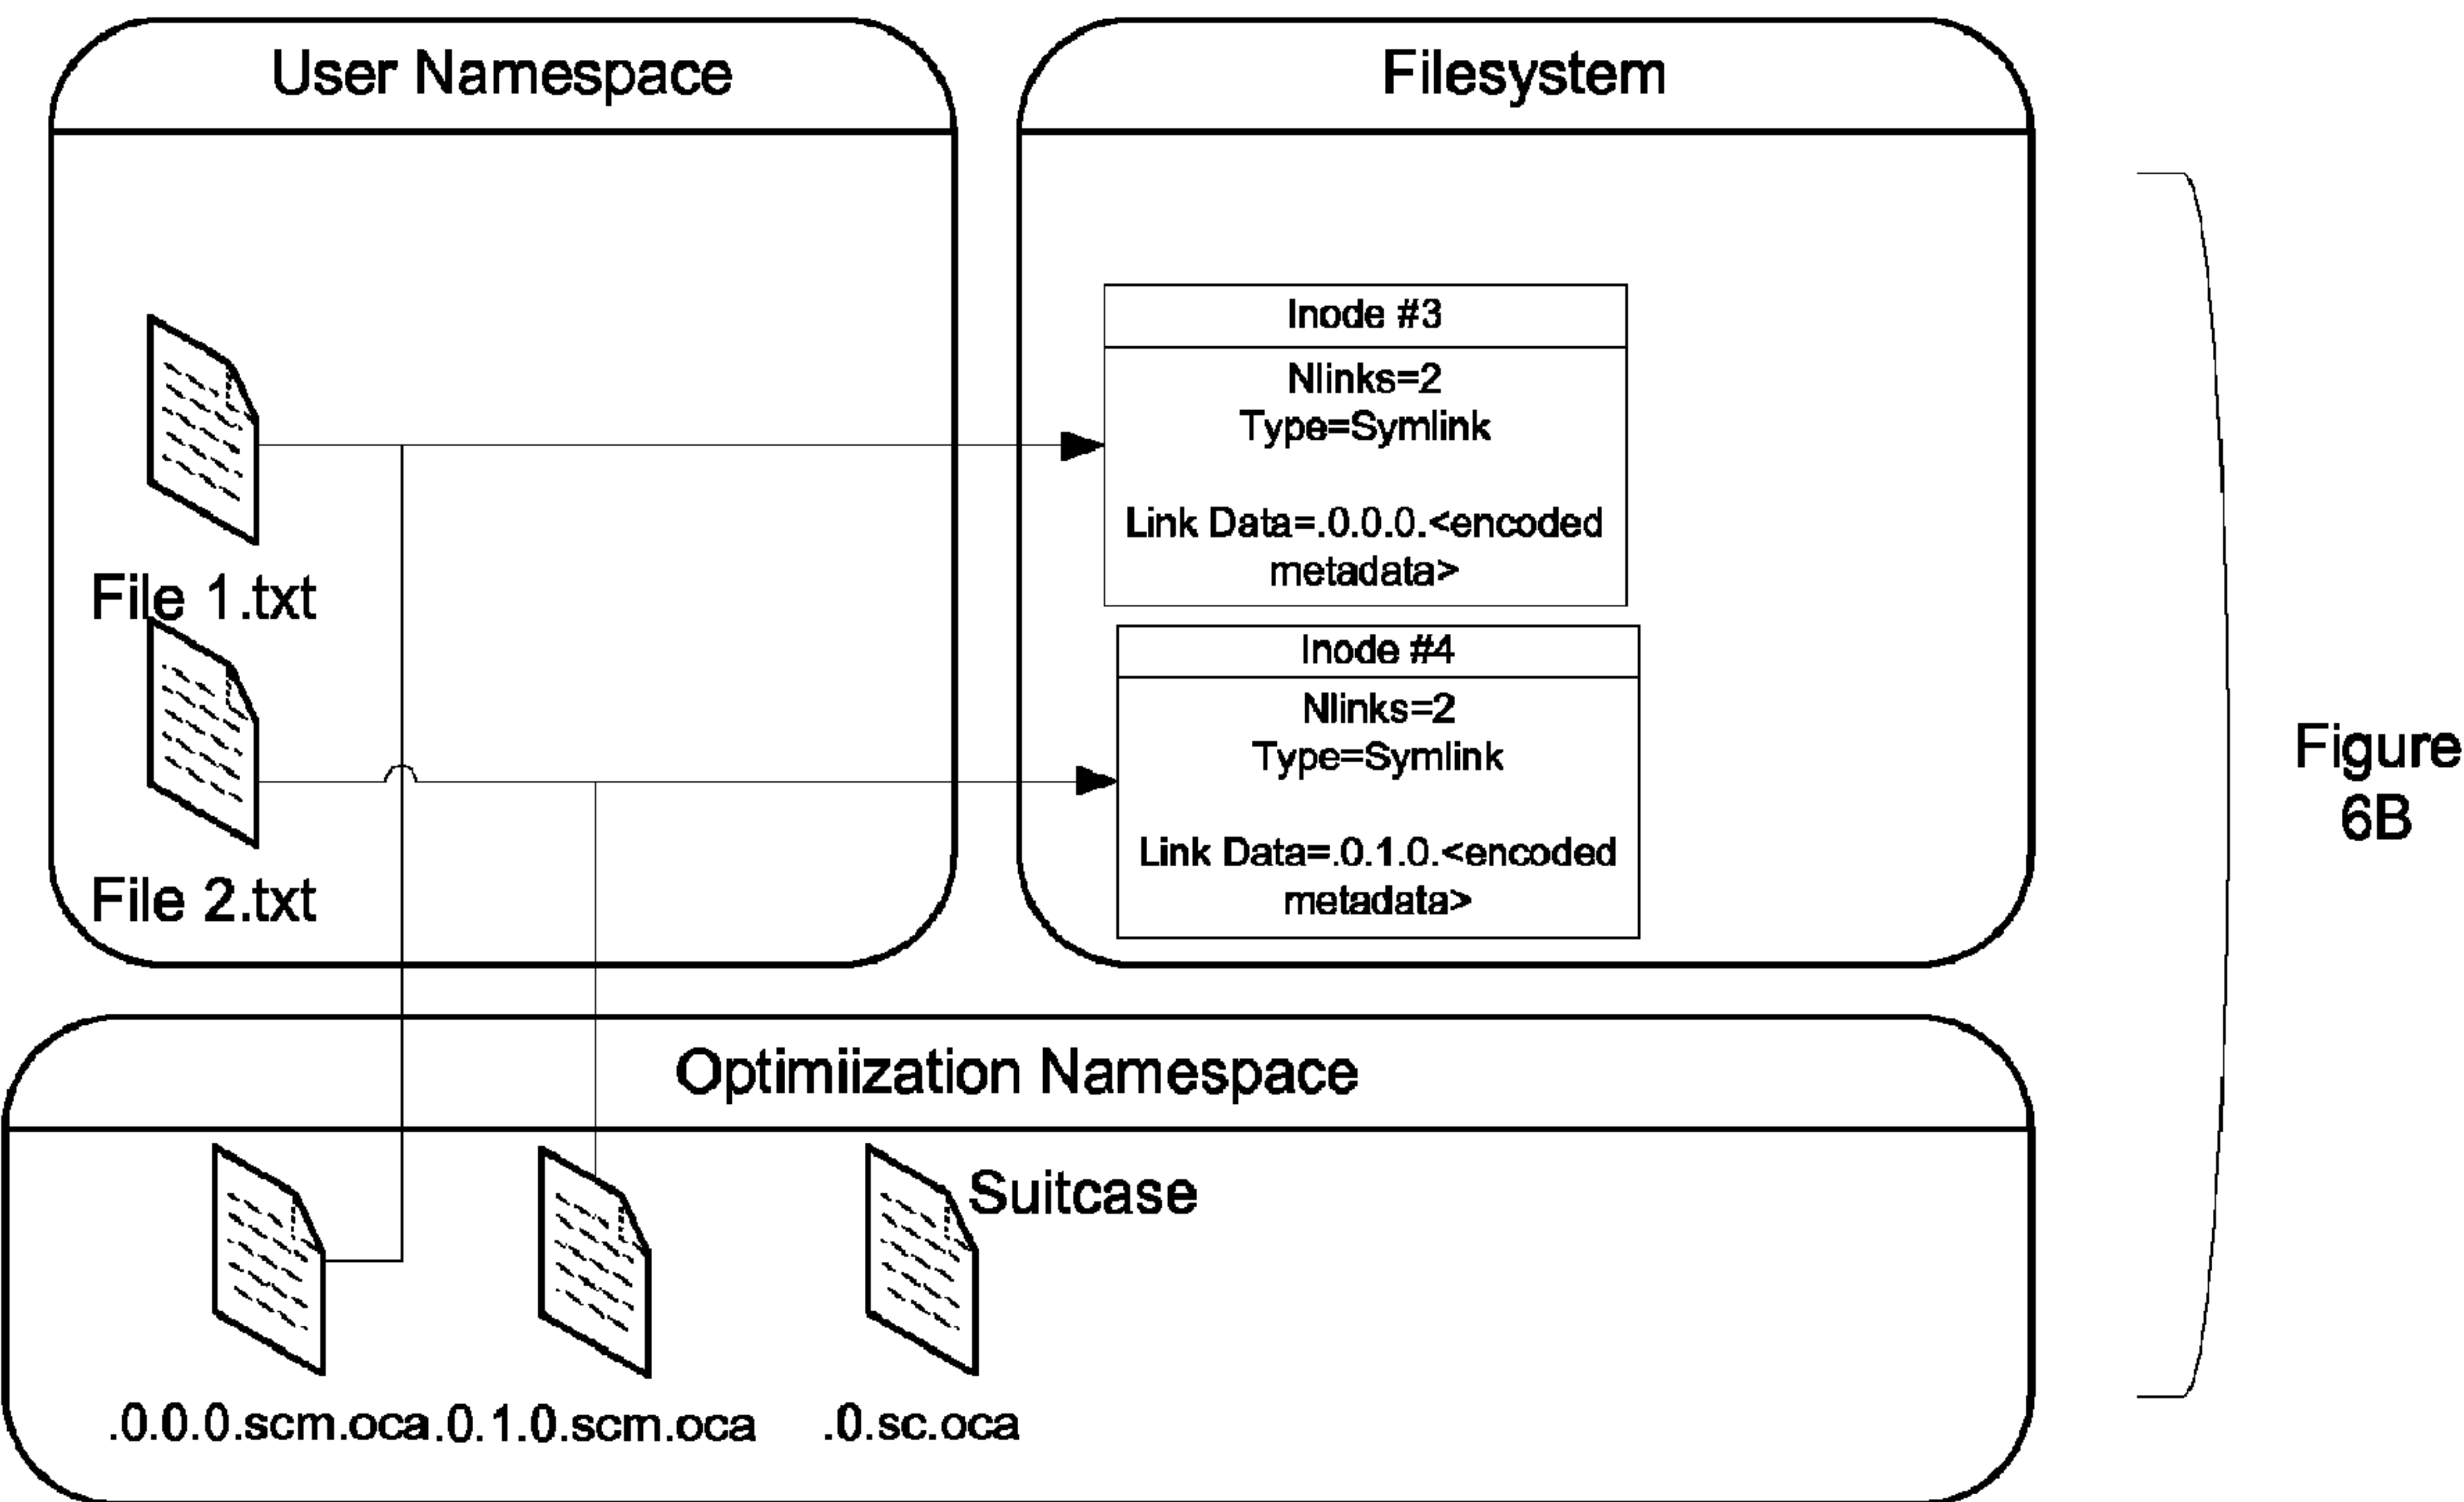 User Namespace
Filesystem
Inode #3
Nlinks=2
Type=Symlink
Link Data=.0.0.0.<encoded
metadata>
File 1.txt
Inode #4
Nlinks=2
Type=Symlink
Link Data=.0.1.0.<encoded
metadata>
File 2.txt
Figure
6B
Optimiization Namespace
Suitcase
.0.0.0.scm.oca
.0.1.0.scm.oca
.0.sc.oca